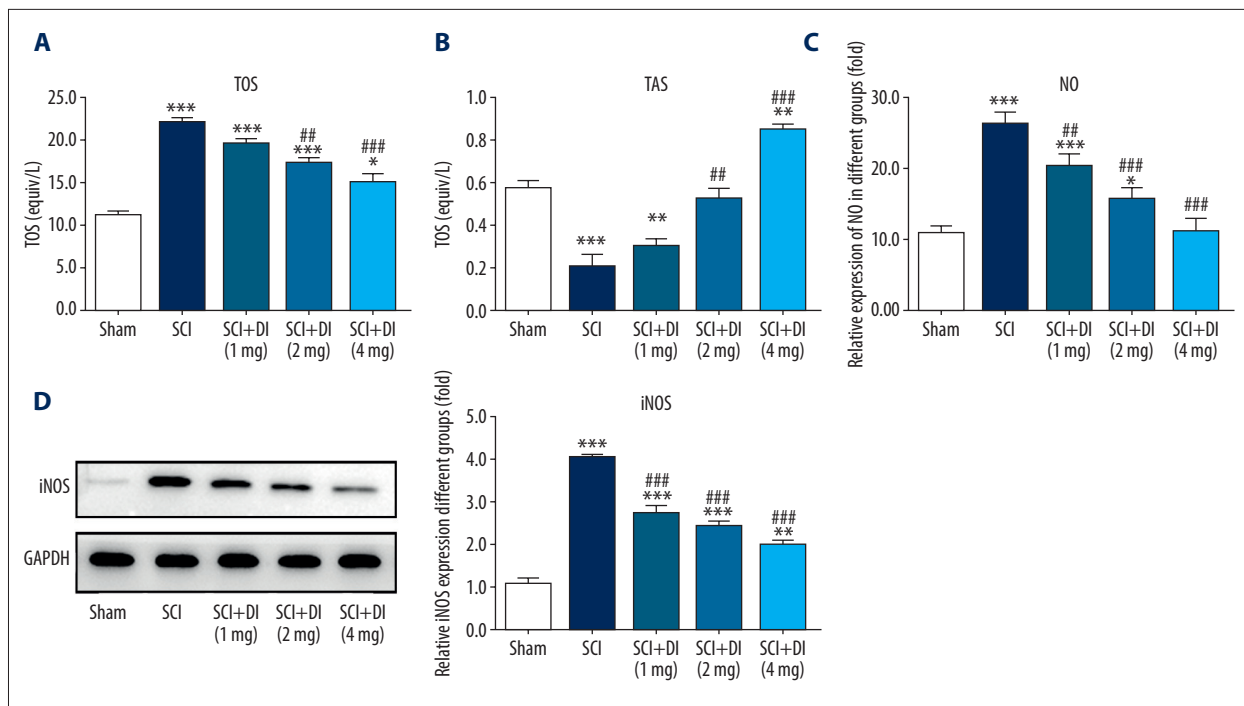 A
TOS
TOS (equiv/L)
25.0
20.0
15.0
10.0
5.0
0.0
***
***
##
***
###
*
Sham
SCI
SCI+DI
(1 mg)
SCI+DI
(2 mg)
SCI+DI
(4 mg)
B
TAS
TOS (equiv/L)
1.0
0.8
0.6
0.4
0.2
0.0
***
**
##
###
**
Sham
SCI
SCI+DI
(1 mg)
SCI+DI
(2 mg)
SCI+DI
(4 mg)
C
NO
Relative expression of NO in different groups (fold)
30.0
20.0
10.0
0.00
***
##
***
###
*
###
Sham
SCI
SCI+DI
(1 mg)
SCI+DI
(2 mg)
SCI+DI
(4 mg)
D
iNOS
GAPDH
Sham
SCI
SCI+DI
(1 mg)
SCI+DI
(2 mg)
SCI+DI
(4 mg)
iNOS
Relative iNOS expression different groups (fold)
5.0
4.0
3.0
2.0
1.0
0.0
***
###
***
###
***
###
**
Sham
SCI
SCI+DI
(1 mg)
SCI+DI
(2 mg)
SCI+DI
(4 mg)